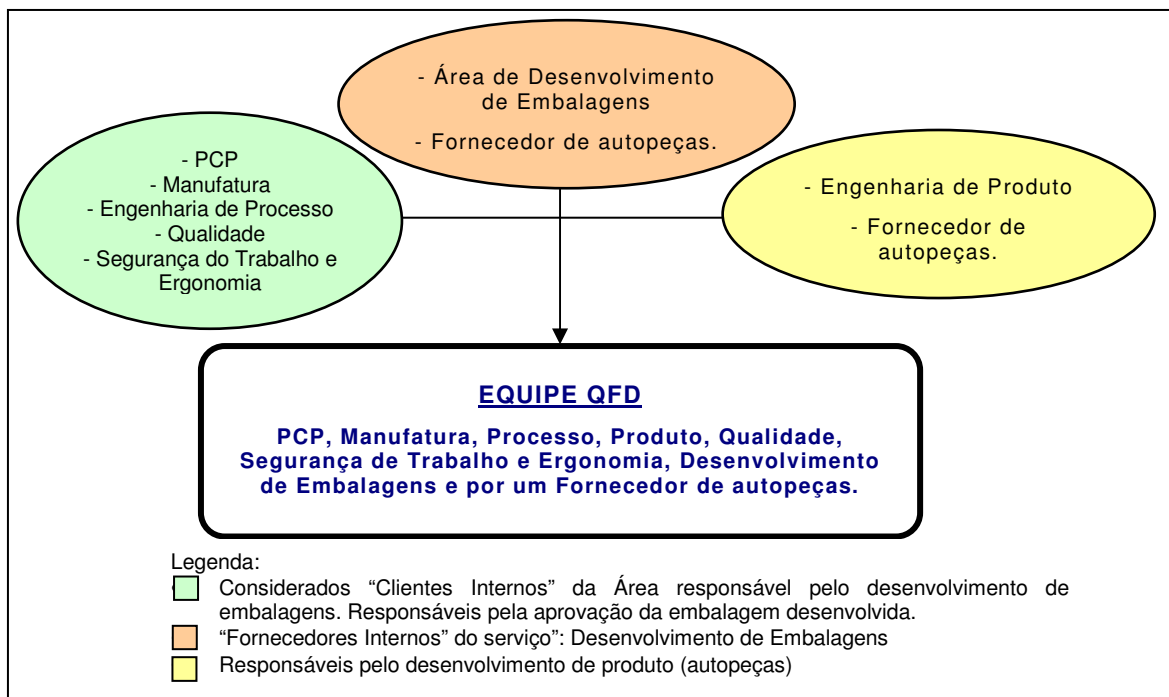 - Área de Desenvolvimento
de Embalagens
- Fornecedor de autopeças.
- PCP
- Manufatura
- Engenharia de Processo
- Qualidade
- Segurança do Trabalho e
Ergonomia
- Engenharia de Produto
- Fornecedor de
autopeças.
EQUIPE QFD
PCP, Manufatura, Processo, Produto, Qualidade,
Segurança de Trabalho e Ergonomia, Desenvolvimento
de Embalagens e por um Fornecedor de autopeças.
Legenda:
Considerados “Clientes Internos” da Área responsável pelo desenvolvimento de
embalagens. Responsáveis pela aprovação da embalagem desenvolvida.
“Fornecedores Internos” do serviço”: Desenvolvimento de Embalagens
Responsáveis pelo desenvolvimento de produto (autopeças)